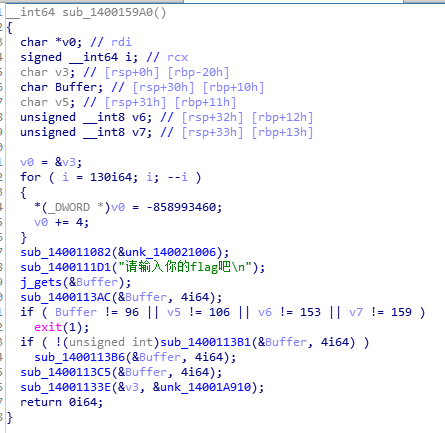 __int64 sub_1400159A0()
{
  char *v0; // rdi
  signed __int64 i; // rcx
  char v3; // [rsp+0h] [rbp-20h]
  char Buffer; // [rsp+30h] [rbp+10h]
  char v5; // [rsp+31h] [rbp+11h]
  unsigned __int8 v6; // [rsp+32h] [rbp+12h]
  unsigned __int8 v7; // [rsp+33h] [rbp+13h]

  v0 = &v3;
  for ( i = 130i64; i; --i )
  {
    *(_DWORD *)v0 = -858993460;
    v0 += 4;
  }
  sub_140011082(&unk_140021006);
  sub_1400111D1("请输入你的flag吧\n");
  j_gets(&Buffer);
  sub_1400113AC(&Buffer, 4i64);
  if ( Buffer != 96 || v5 != 106 || v6 != 153 || v7 != 159 )
    exit(1);
  if ( !(unsigned int)sub_1400113B1(&Buffer, 4i64) )
    sub_1400113B6(&Buffer, 4i64);
  sub_1400113C5(&Buffer, 4i64);
  sub_14001133E(&v3, &unk_14001A910);
  return 0i64;
}